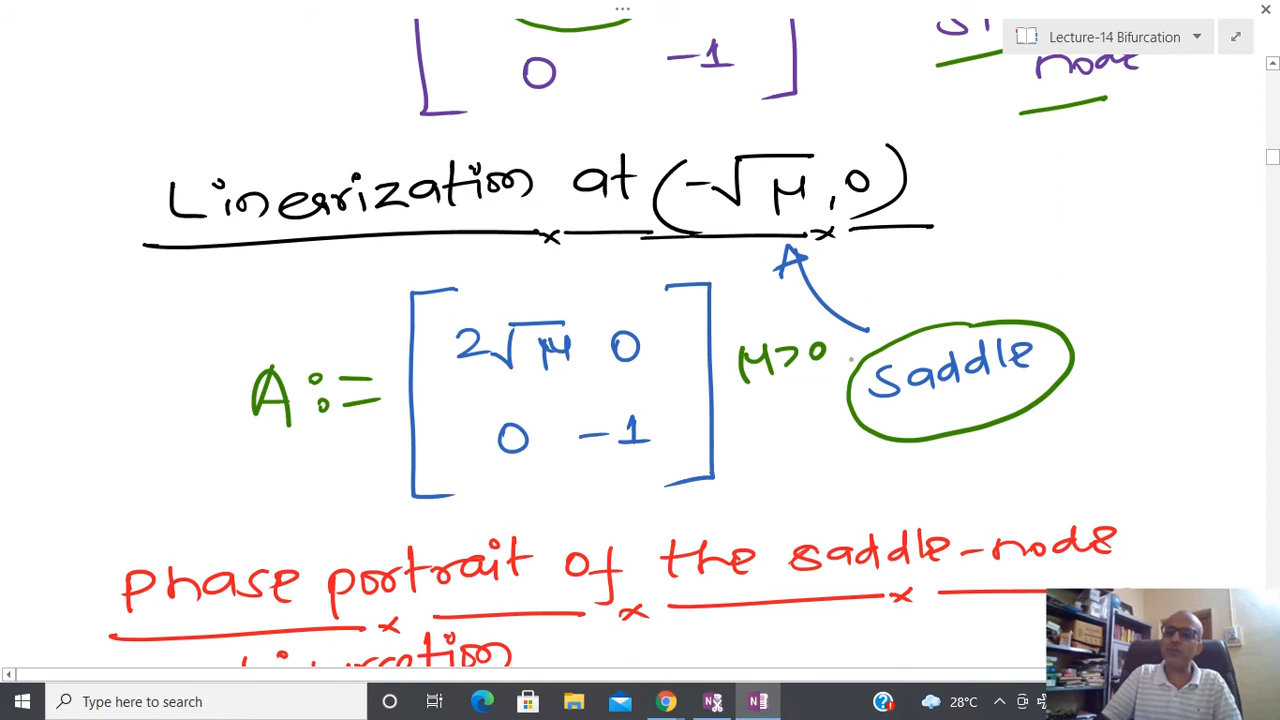 Lecture-14 Bifurcation
0 -1
node
Linearization at (-√μ, 0)
A
A := [ 2√μ 0
0 -1 ]
μ>0
saddle
phase portrait of the saddle-node
28°C
Type here to search